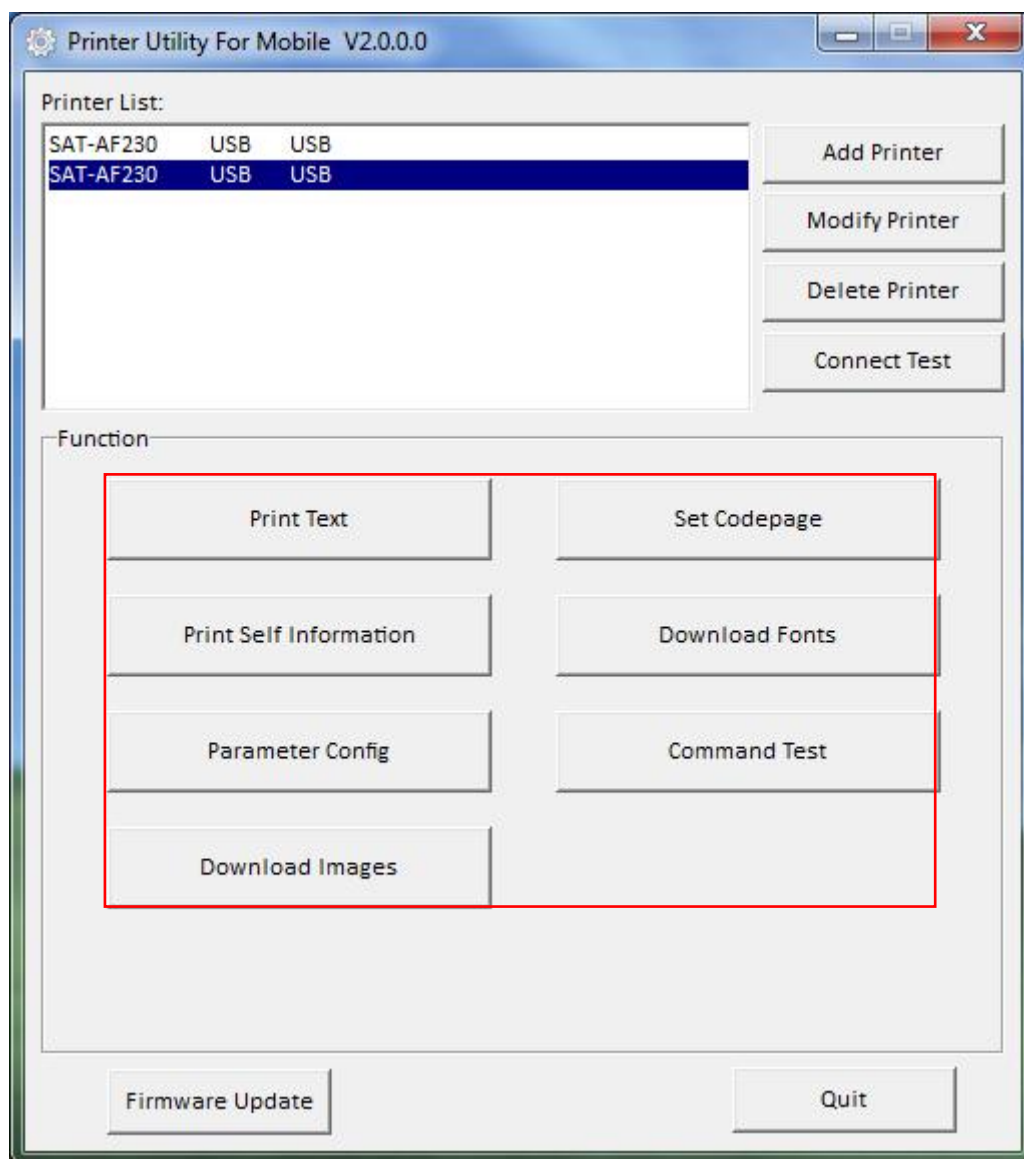 Printer Utility For Mobile V2.0.0.0
Printer List:
SAT-AF230 USB USB
SAT-AF230 USB USB
Add Printer
Modify Printer
Delete Printer
Connect Test
Function
Print Text
Set Codepage
Print Self Information
Download Fonts
Parameter Config
Command Test
Download Images
Firmware Update
Quit